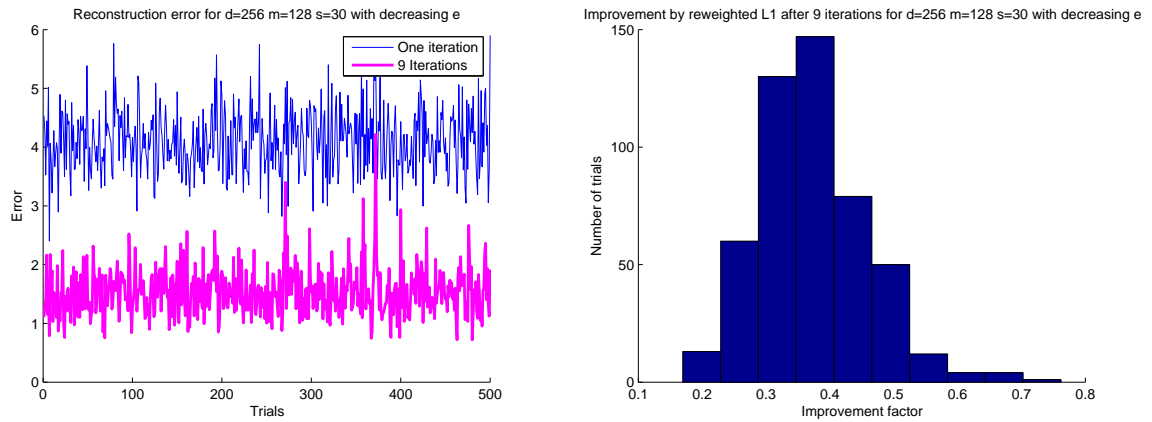 Reconstruction error for d=256 m=128 s=30 with decreasing e
6
5
4
3
2
1
0
Error
0 100 200 300 400 500
Trials
One iteration
9 Iterations
Improvement by reweighted L1 after 9 iterations for d=256 m=128 s=30 with decreasing e
150
100
50
0
Number of trials
0.1 0.2 0.3 0.4 0.5 0.6 0.7 0.8
Improvement factor